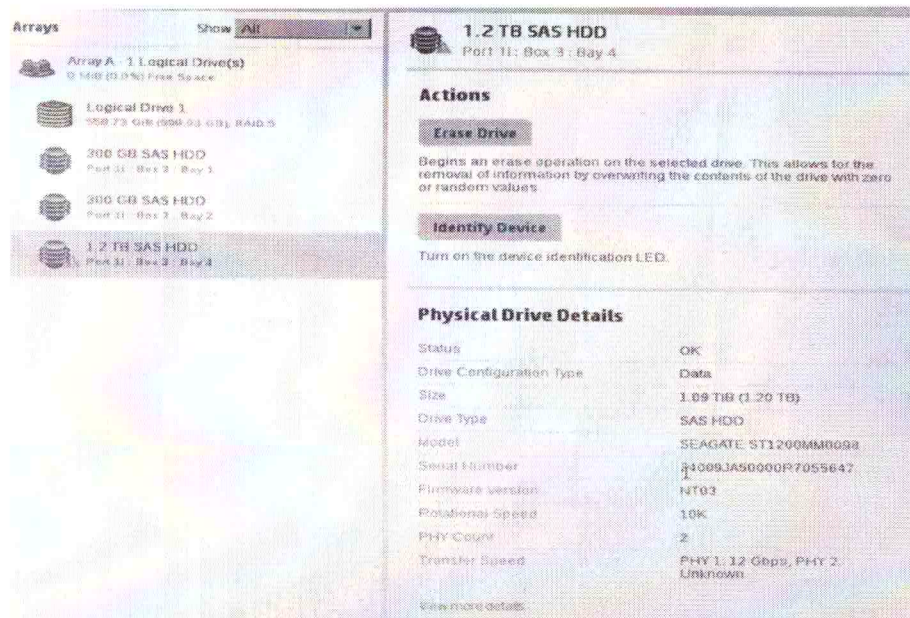 Arrays
Show All
Array A - 1 Logical Drive(s)
0 MiB (0.0%) Free Space
Logical Drive 1
558.73 GiB RAID 5
300 GB SAS HDD
Port 1I : Box 3 : Bay 1
300 GB SAS HDD
Port 1I : Box 3 : Bay 2
1.2 TB SAS HDD
Port 1I : Box 3 : Bay 4
1.2 TB SAS HDD
Port 1I : Box 3 : Bay 4
Actions
Erase Drive
Begins an erase operation on the selected drive. This allows for the
removal of information by overwriting the contents of the drive with zero
or random values
Identify Device
Turn on the device identification LED.
Physical Drive Details
Status OK
Drive Configuration Type Data
Size 1.09 TiB (1.20 TB)
Drive Type SAS HDD
Model SEAGATE ST1200MM0098
Serial Number
Firmware version NT03
Rotational Speed 10K
PHY Count 2
Transfer Speed PHY 1: 12 Gbps, PHY 2:
Unknown
View more details